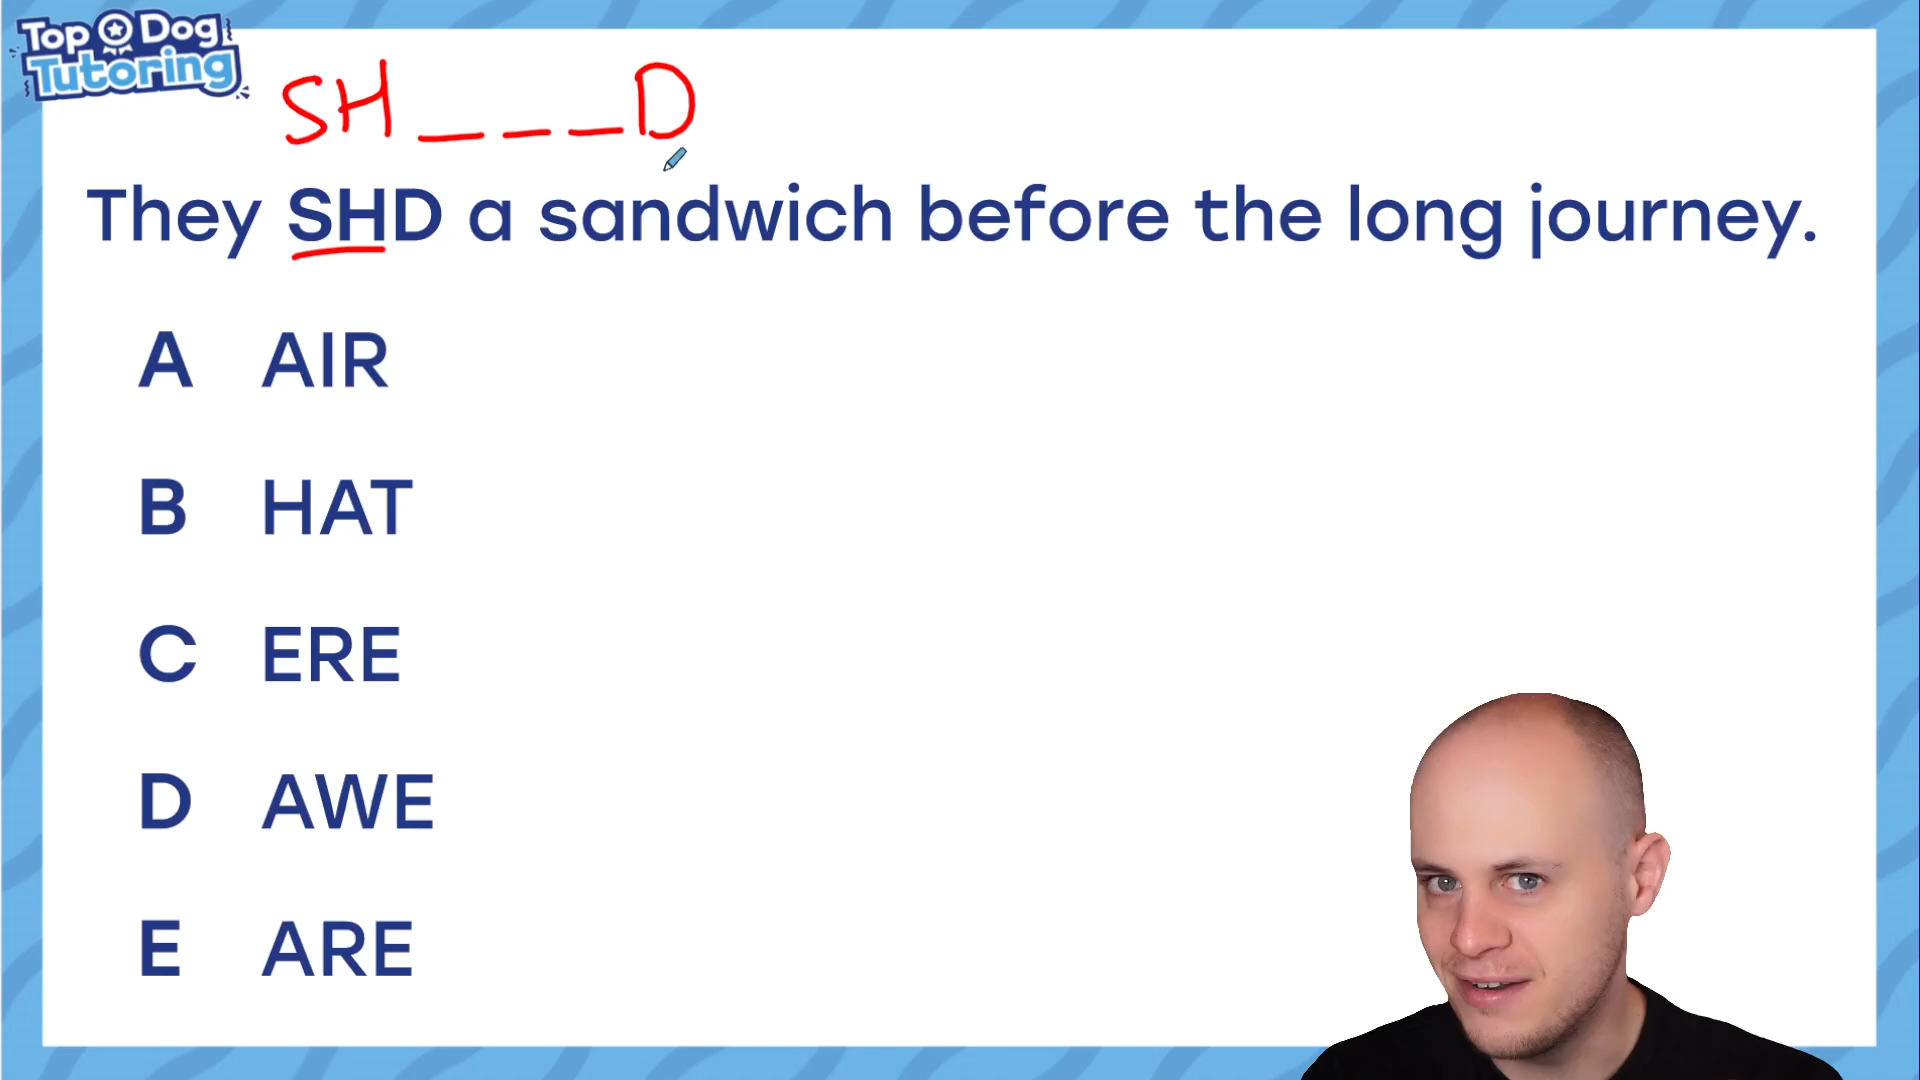 Top Dog
Tutoring
SH _ _ _ D
They SHD a sandwich before the long journey.
A AIR
B HAT
C ERE
D AWE
E ARE